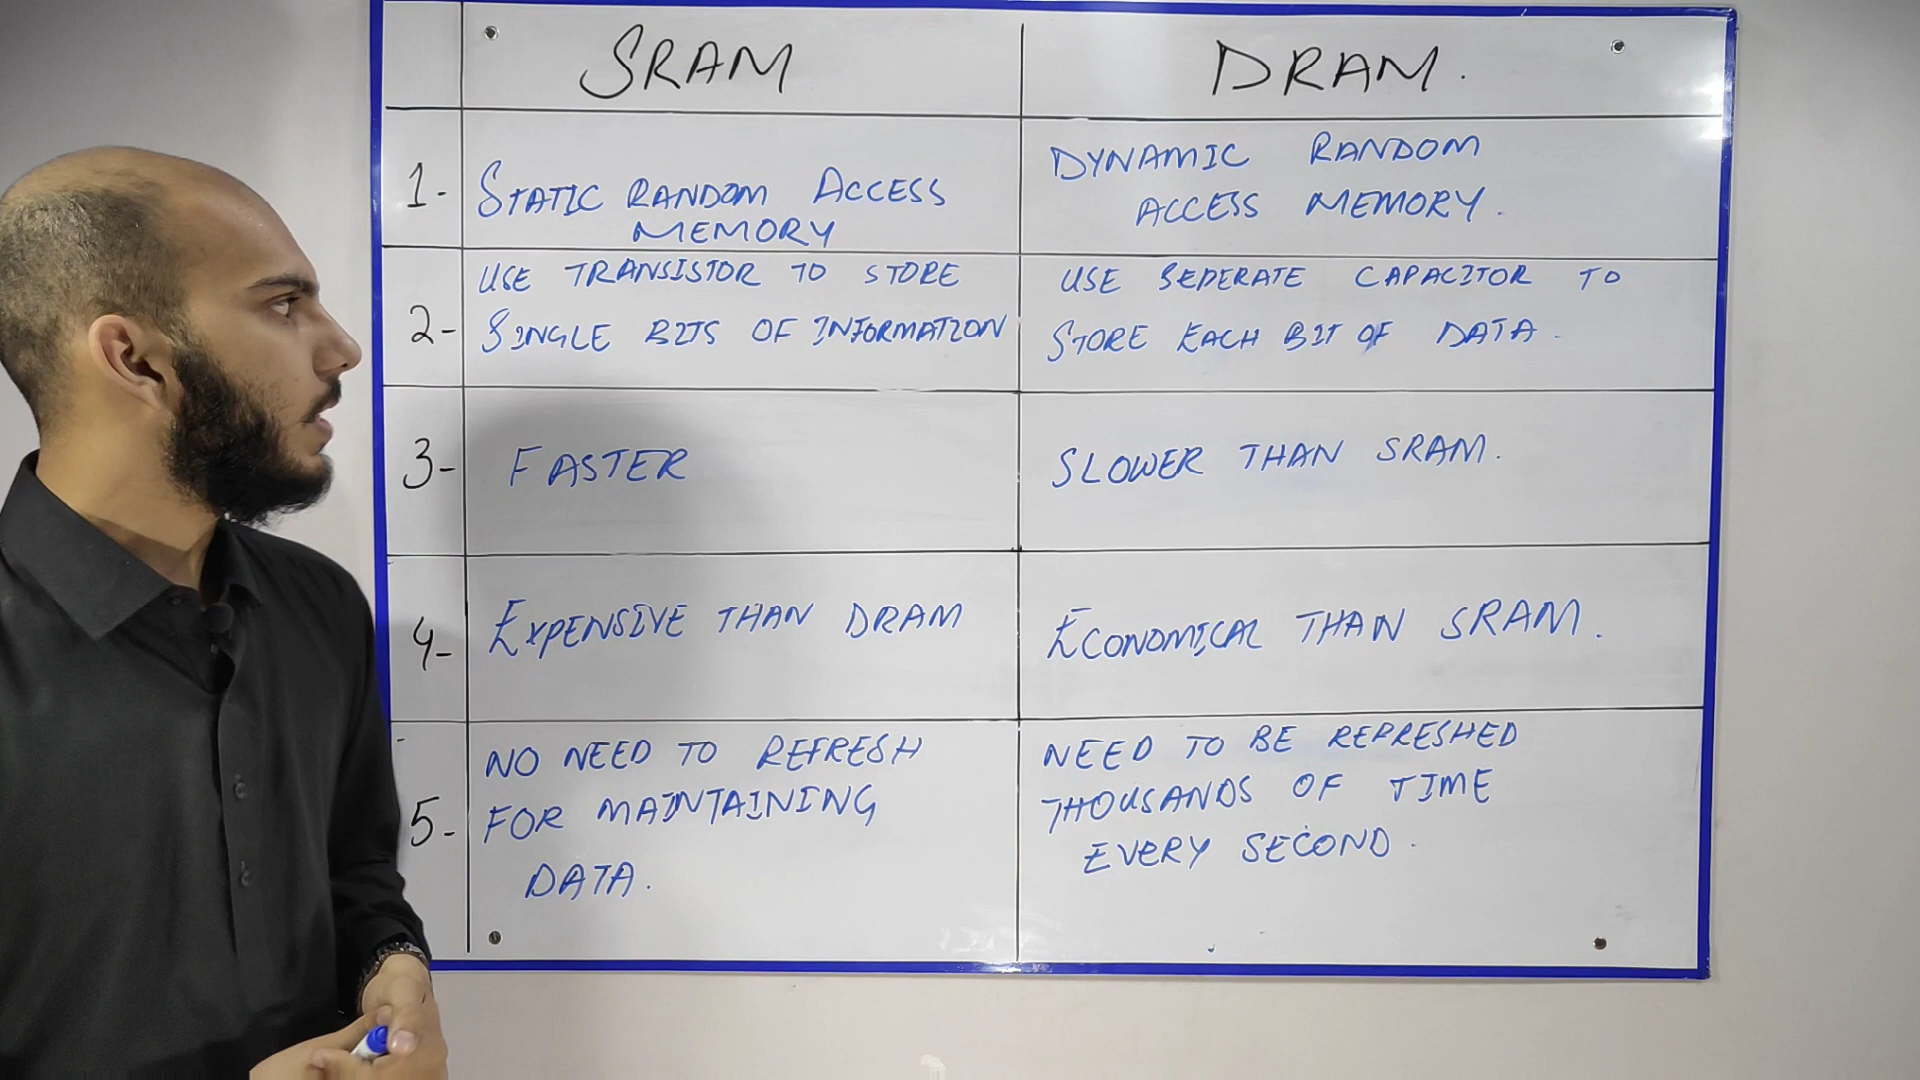 SRAM
DRAM.
1-
STATIC RANDOM ACCESS
MEMORY
DYNAMIC RANDOM
ACCESS MEMORY.
2-
USE TRANSISTOR TO STORE
SINGLE BITS OF INFORMATION
USE SEPERATE CAPACITOR TO
STORE EACH BIT OF DATA.
3-
FASTER
SLOWER THAN SRAM.
4-
EXPENSIVE THAN DRAM
ECONOMICAL THAN SRAM.
5-
NO NEED TO REFRESH
FOR MAINTAINING
DATA.
NEED TO BE REPRESHED
THOUSANDS OF TIME
EVERY SECOND.